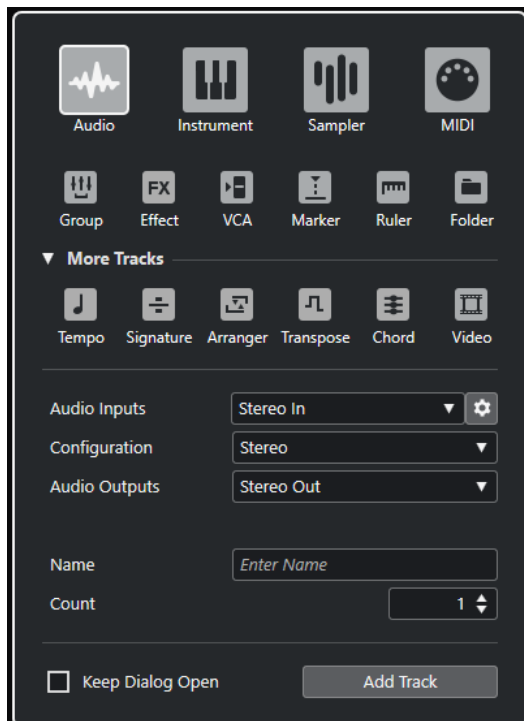 Audio Instrument Sampler MIDI
FX
Group Effect VCA Marker Ruler Folder
More Tracks
Tempo Signature Arranger Transpose Chord Video
Audio Inputs Stereo In
Configuration Stereo
Audio Outputs Stereo Out
Name Enter Name
Count 1
Keep Dialog Open Add Track